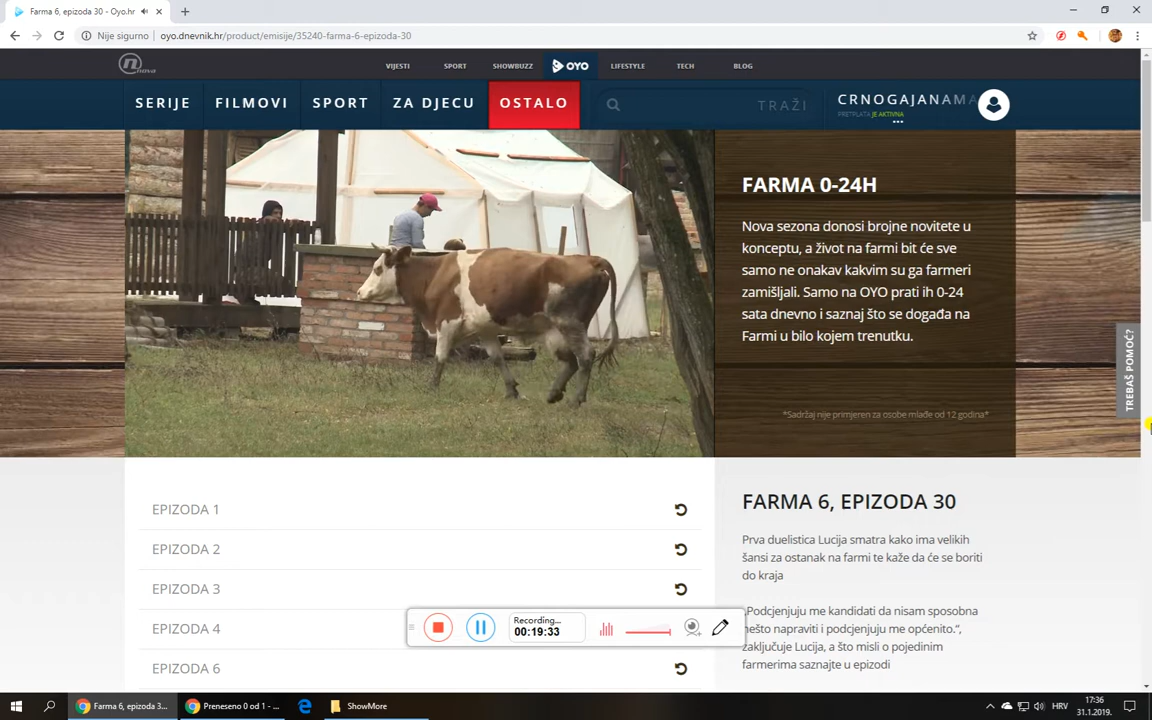 Farma 6, epizoda 30 - Oyo.hr
Nije sigurno
oyo.dnevnik.hr/product/emisije/35240-farma-6-epizoda-30
nova
VIJESTI
SPORT
SHOWBUZZ
OYO
LIFESTYLE
TECH
BLOG
SERIJE
FILMOVI
SPORT
ZA DJECU
OSTALO
TRAŽI
CRNOGAJANAMA
PRETPLATA JE AKTIVNA
FARMA 0-24H
Nova sezona donosi brojne novitete u
konceptu, a život na farmi bit će sve
samo ne onakav kakvim su ga farmeri
zamišljali. Samo na OYO prati ih 0-24
sata dnevno i saznaj što se događa na
Farmi u bilo kojem trenutku.
*Sadržaj nije primjeren za osobe mlađe od 12 godina*
TREBAŠ POMOĆ?
EPIZODA 1
EPIZODA 2
EPIZODA 3
EPIZODA 4
EPIZODA 6
FARMA 6, EPIZODA 30
Prva duelistica Lucija smatra kako ima velikih
šansi za ostanak na farmi te kaže da će se boriti
do kraja
„Podcjenjuju me kandidati da nisam sposobna
nešto napraviti i podcjenjuju me općenito.“,
zaključuje Lucija, a što misli o pojedinim
farmerima saznajte u epizodi
Recording...
00:19:33
Farma 6, epizoda 3...
Preneseno 0 od 1 - ...
ShowMore
HRV
17:36
31.1.2019.